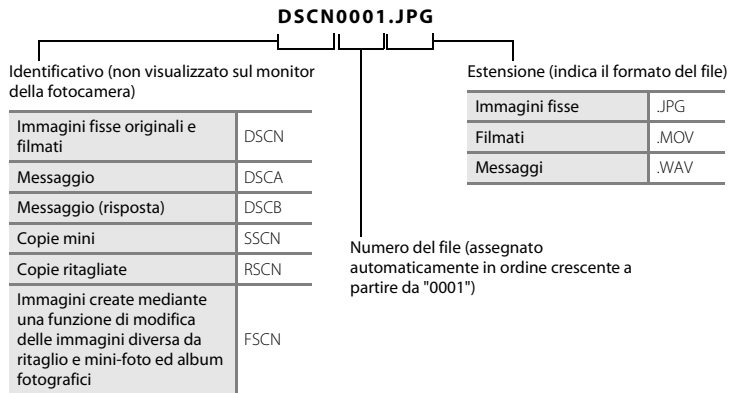 DSCN0001.JPG
Identificativo (non visualizzato sul monitor
della fotocamera)
Immagini fisse originali e
filmati
DSCN
Messaggio
DSCA
Messaggio (risposta)
DSCB
Copie mini
SSCN
Copie ritagliate
RSCN
Immagini create mediante
una funzione di modifica
delle immagini diversa da
ritaglio e mini-foto ed album
fotografici
FSCN
Numero del file (assegnato
automaticamente in ordine crescente a
partire da "0001")
Estensione (indica il formato del file)
Immagini fisse
.JPG
Filmati
.MOV
Messaggi
.WAV